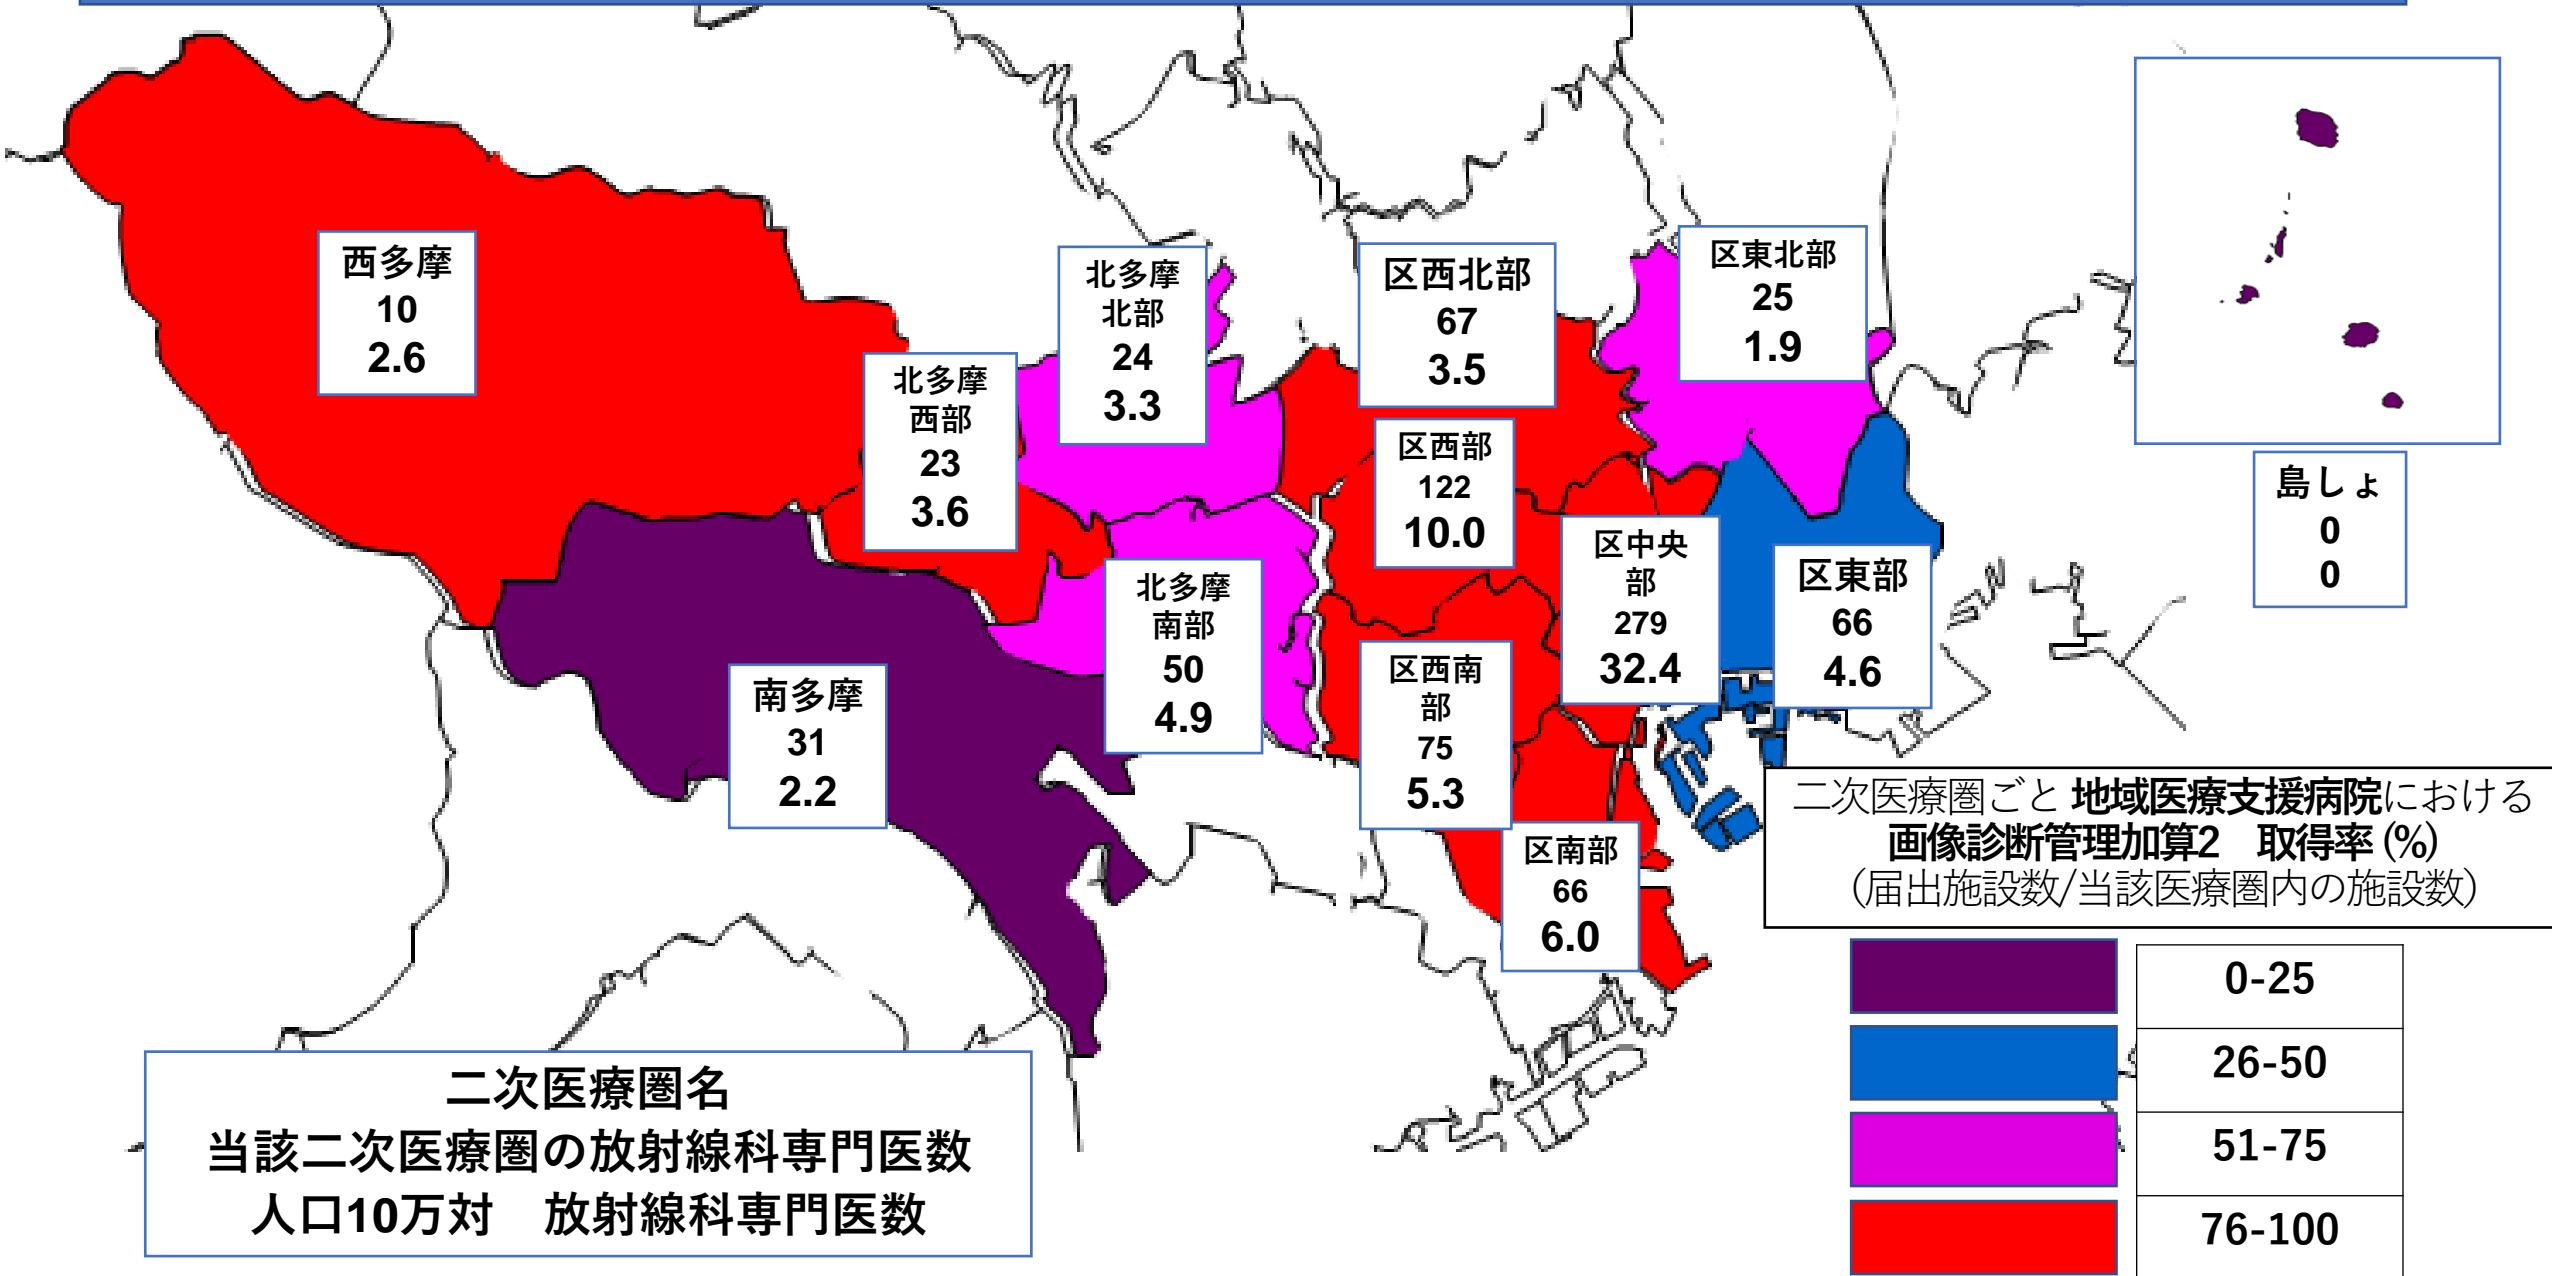 西多摩
10
2.6
北多摩
西部
23
3.6
北多摩
北部
24
3.3
区西北部
67
3.5
区東北部
25
1.9
区西部
122
10.0
区中央
部
279
32.4
区東部
66
4.6
島しょ
0
0
北多摩
南部
50
4.9
区西南
部
75
5.3
南多摩
31
2.2
区南部
66
6.0
二次医療圏ごと 地域医療支援病院における
画像診断管理加算2　取得率 (%)
(届出施設数/当該医療圏内の施設数)
0-25
26-50
51-75
76-100
二次医療圏名
当該二次医療圏の放射線科専門医数
人口10万対　放射線科専門医数